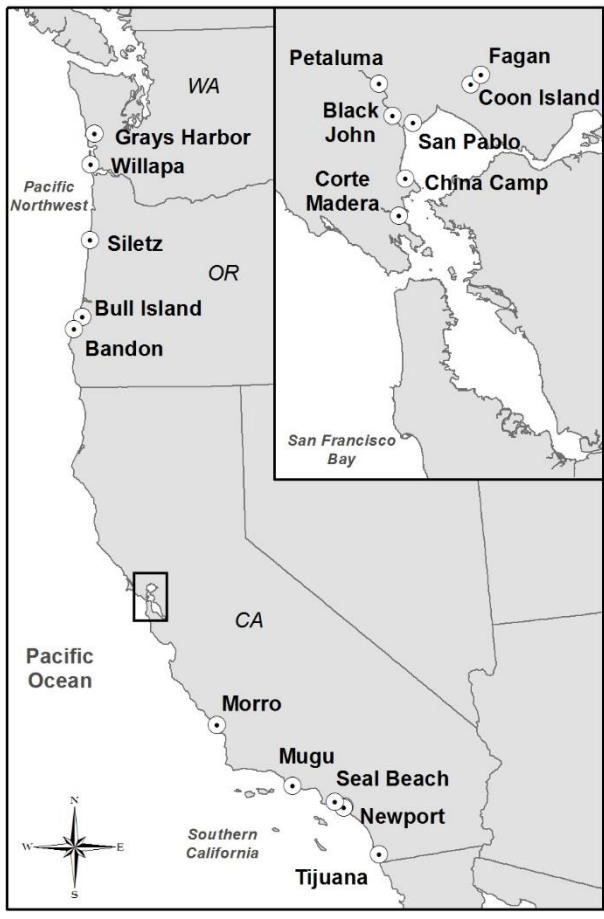 WA
Grays Harbor
Willapa
Pacific
Northwest
Siletz
OR
Bull Island
Bandon
Petaluma
Fagan
Coon Island
Black
John
San Pablo
China Camp
Corte
Madera
San Francisco
Bay
CA
Pacific
Ocean
Morro
Mugu
Seal Beach
Newport
Southern
California
Tijuana
N
W
E
S